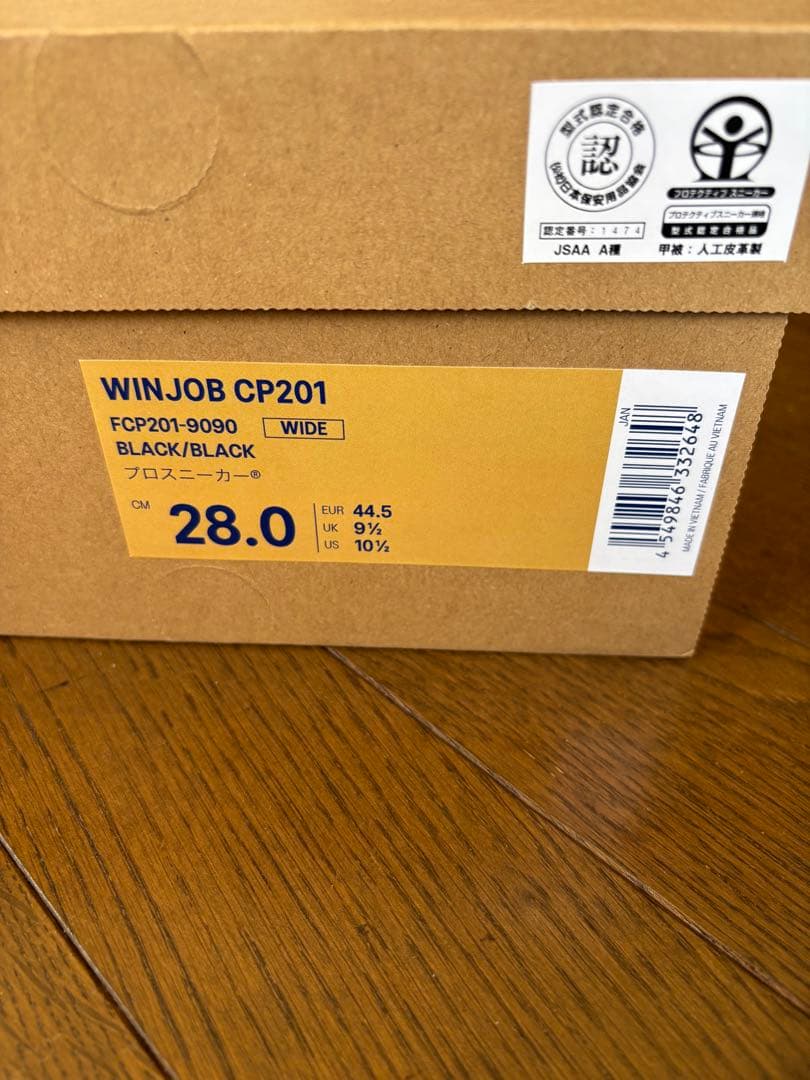 型式認定合格
認
(公社)日本保安用品協会
認定番号：1474
JSAA A種
プロテクティブ スニーカー
プロテクティブスニーカー規格
型式認定合格品
甲被：人工皮革製
WINJOB CP201
FCP201-9090 WIDE
BLACK/BLACK
プロスニーカー®
CM 28.0
EUR 44.5
UK 9½
US 10½
JAN
4 549846 332648
MADE IN VIETNAM / FABRIQUE AU VIETNAM